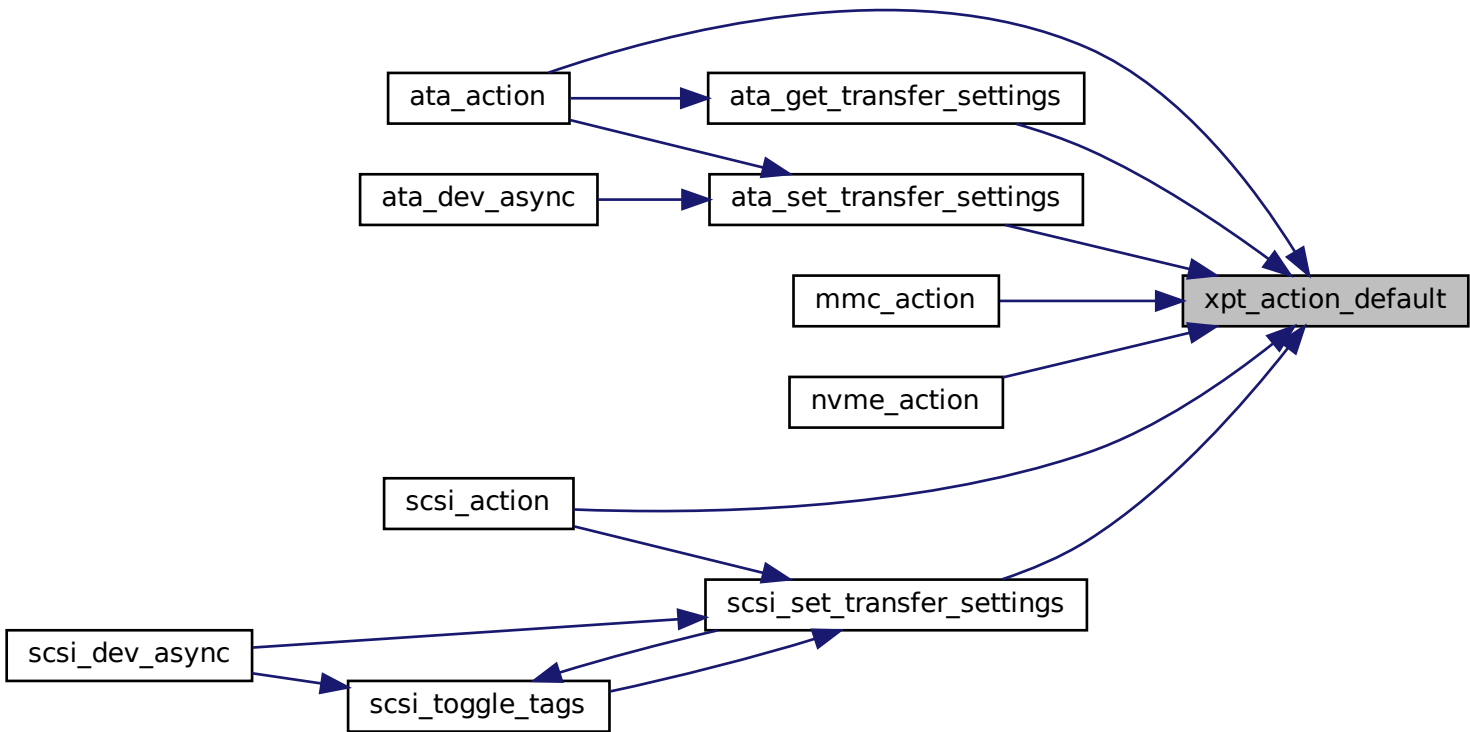 ata_action
ata_get_transfer_settings
ata_dev_async
ata_set_transfer_settings
mmc_action
xpt_action_default
nvme_action
scsi_action
scsi_set_transfer_settings
scsi_dev_async
scsi_toggle_tags